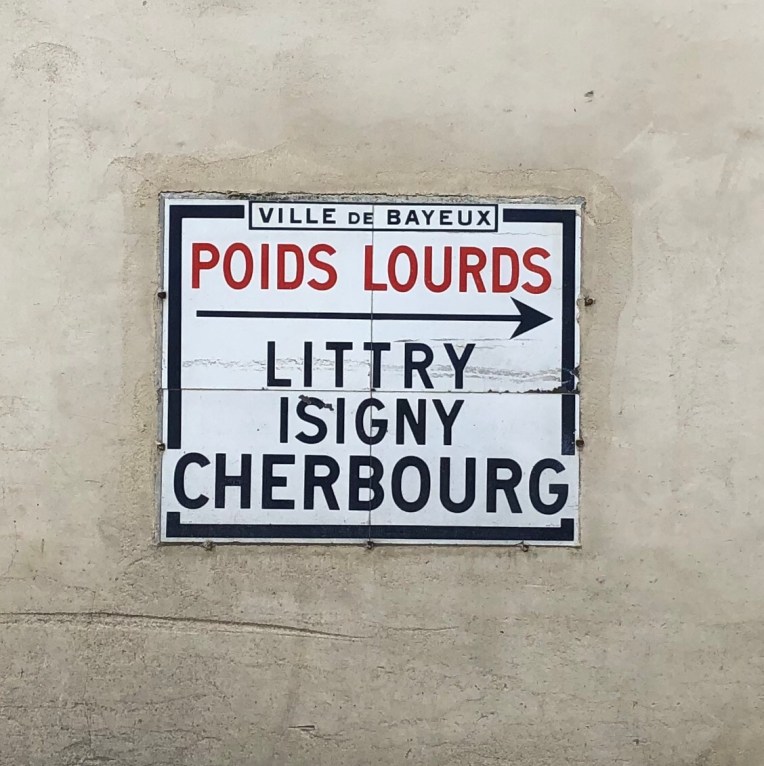 VILLE DE BAYEUX
POIDS LOURDS
LITTRY
ISIGNY
CHERBOURG